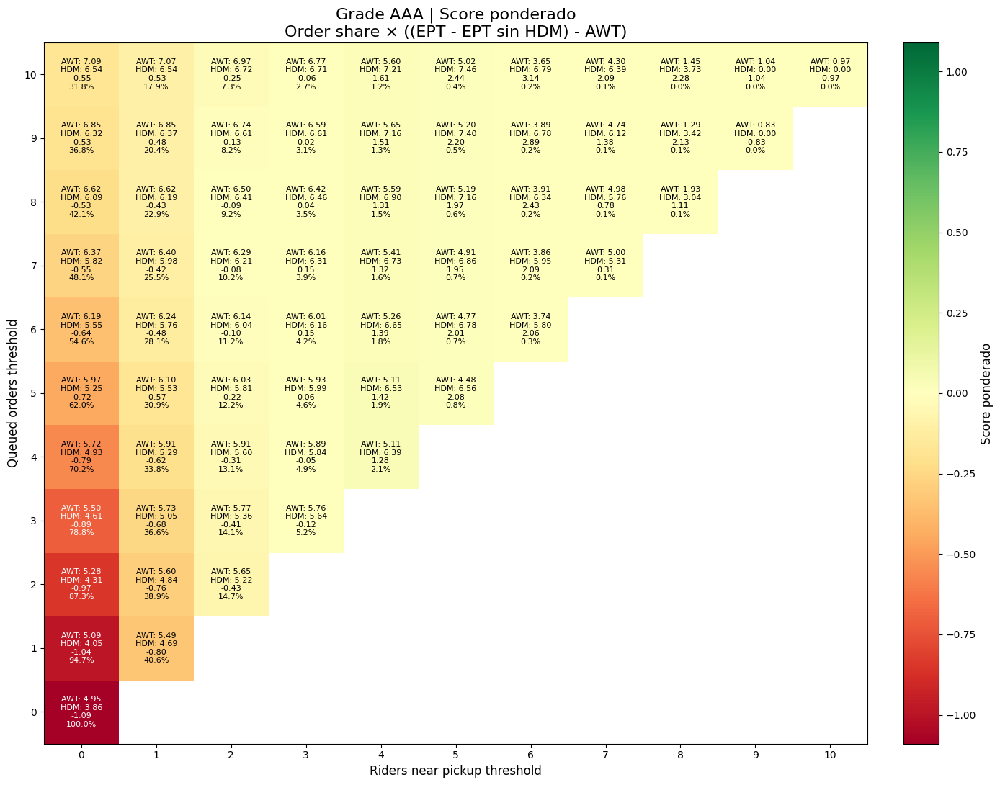 Grade AAA | Score ponderado
Order share × ((EPT - EPT sin HDM) - AWT)
Queued orders threshold
10
AWT: 7.09 AWT: 7.07 AWT: 6.97 AWT: 6.77 AWT: 5.60 AWT: 5.02 AWT: 3.65 AWT: 4.30 AWT: 1.45 AWT: 1.04 AWT: 0.97
HDM: 6.54 HDM: 6.54 HDM: 6.72 HDM: 6.71 HDM: 7.21 HDM: 7.46 HDM: 6.79 HDM: 6.39 HDM: 3.73 HDM: 0.00 HDM: 0.00
-0.55 -0.53 -0.25 -0.06 1.61 2.44 3.14 2.09 2.28 -1.04 -0.97
31.8% 17.9% 7.3% 2.7% 1.2% 0.4% 0.2% 0.1% 0.0% 0.0% 0.0%
9
AWT: 6.85 AWT: 6.85 AWT: 6.74 AWT: 6.59 AWT: 5.65 AWT: 5.20 AWT: 3.89 AWT: 4.74 AWT: 1.29 AWT: 0.83
HDM: 6.32 HDM: 6.37 HDM: 6.61 HDM: 6.61 HDM: 7.16 HDM: 7.40 HDM: 6.78 HDM: 6.12 HDM: 3.42 HDM: 0.00
-0.53 -0.48 -0.13 0.02 1.51 2.20 2.89 1.38 2.13 -0.83
36.8% 20.4% 8.2% 3.1% 1.3% 0.5% 0.2% 0.1% 0.1% 0.0%
8
AWT: 6.62 AWT: 6.62 AWT: 6.50 AWT: 6.42 AWT: 5.59 AWT: 5.19 AWT: 3.91 AWT: 4.98 AWT: 1.93
HDM: 6.09 HDM: 6.19 HDM: 6.41 HDM: 6.46 HDM: 6.90 HDM: 7.16 HDM: 6.34 HDM: 5.76 HDM: 3.04
-0.53 -0.43 -0.09 0.04 1.31 1.97 2.43 0.78 1.11
42.1% 22.9% 9.2% 3.5% 1.5% 0.6% 0.2% 0.1% 0.1%
7
AWT: 6.37 AWT: 6.40 AWT: 6.29 AWT: 6.16 AWT: 5.41 AWT: 4.91 AWT: 3.86 AWT: 5.00
HDM: 5.82 HDM: 5.98 HDM: 6.21 HDM: 6.31 HDM: 6.73 HDM: 6.86 HDM: 5.95 HDM: 5.31
-0.55 -0.42 -0.08 0.15 1.32 1.95 2.09 0.31
48.1% 25.5% 10.2% 3.9% 1.6% 0.7% 0.2% 0.1%
6
AWT: 6.19 AWT: 6.24 AWT: 6.14 AWT: 6.01 AWT: 5.26 AWT: 4.77 AWT: 3.74
HDM: 5.55 HDM: 5.76 HDM: 6.04 HDM: 6.16 HDM: 6.65 HDM: 6.78 HDM: 5.80
-0.64 -0.48 -0.10 0.15 1.39 2.01 2.06
54.6% 28.1% 11.2% 4.2% 1.8% 0.7% 0.3%
5
AWT: 5.97 AWT: 6.10 AWT: 6.03 AWT: 5.93 AWT: 5.11 AWT: 4.48
HDM: 5.25 HDM: 5.53 HDM: 5.81 HDM: 5.99 HDM: 6.53 HDM: 6.56
-0.72 -0.57 -0.22 0.06 1.42 2.08
62.0% 30.9% 12.2% 4.6% 1.9% 0.8%
4
AWT: 5.72 AWT: 5.91 AWT: 5.91 AWT: 5.89 AWT: 5.11
HDM: 4.93 HDM: 5.29 HDM: 5.60 HDM: 5.84 HDM: 6.39
-0.79 -0.62 -0.31 -0.05 1.28
70.2% 33.8% 13.1% 4.9% 2.1%
3
AWT: 5.50 AWT: 5.73 AWT: 5.77 AWT: 5.76
HDM: 4.61 HDM: 5.05 HDM: 5.36 HDM: 5.64
-0.89 -0.68 -0.41 -0.12
78.8% 36.6% 14.1% 5.2%
2
AWT: 5.28 AWT: 5.60 AWT: 5.65
HDM: 4.31 HDM: 4.84 HDM: 5.22
-0.97 -0.76 -0.43
87.3% 38.9% 14.7%
1
AWT: 5.09 AWT: 5.49
HDM: 4.05 HDM: 4.69
-1.04 -0.80
94.7% 40.6%
0
AWT: 4.95
HDM: 3.86
-1.09
100.0%
0 1 2 3 4 5 6 7 8 9 10
Riders near pickup threshold
1.00
0.75
0.50
0.25
0.00
−0.25
−0.50
−0.75
−1.00
Score ponderado